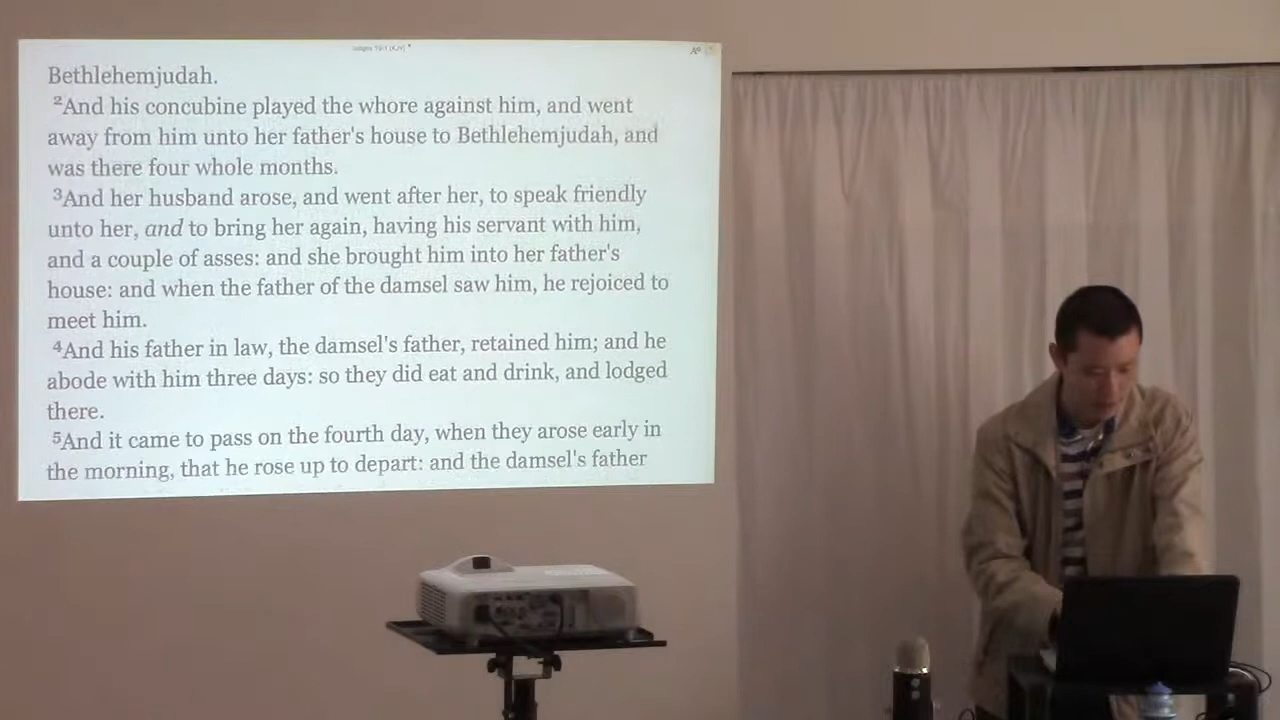 Judges 19:1 (KJV)
Bethlehemjudah.
²And his concubine played the whore against him, and went
away from him unto her father's house to Bethlehemjudah, and
was there four whole months.
³And her husband arose, and went after her, to speak friendly
unto her, and to bring her again, having his servant with him,
and a couple of asses: and she brought him into her father's
house: and when the father of the damsel saw him, he rejoiced to
meet him.
⁴And his father in law, the damsel's father, retained him; and he
abode with him three days: so they did eat and drink, and lodged
there.
⁵And it came to pass on the fourth day, when they arose early in
the morning, that he rose up to depart: and the damsel's father